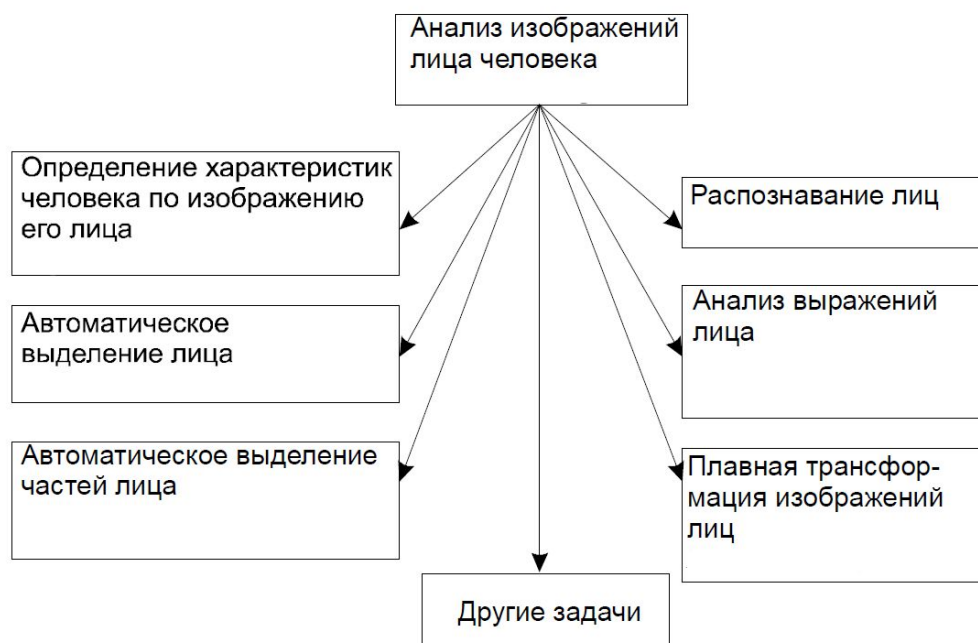 Анализ изображений
лица человека
Определение характеристик
человека по изображению
его лица
Распознавание лиц
Автоматическое
выделение лица
Анализ выражений
лица
Автоматическое выделение
частей лица
Плавная трансфор-
мация изображений
лиц
Другие задачи